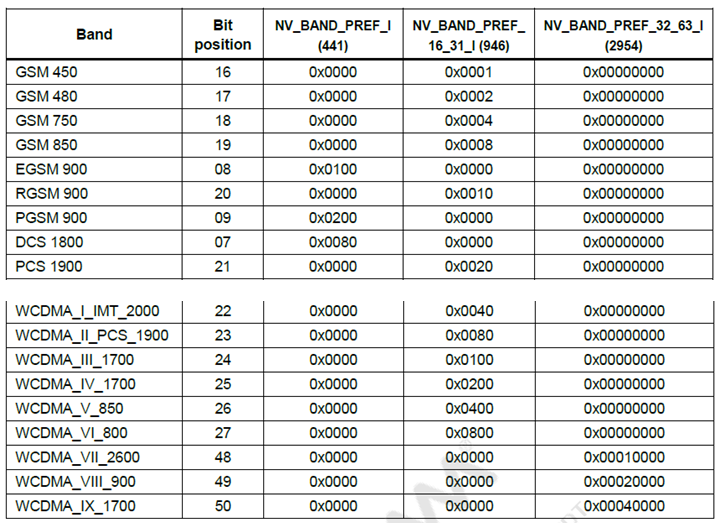 Band Bit position NV_BAND_PREF_I (441) NV_BAND_PREF_16_31_I (946) NV_BAND_PREF_32_63_I (2954)
GSM 450 16 0x0000 0x0001 0x00000000
GSM 480 17 0x0000 0x0002 0x00000000
GSM 750 18 0x0000 0x0004 0x00000000
GSM 850 19 0x0000 0x0008 0x00000000
EGSM 900 08 0x0100 0x0000 0x00000000
RGSM 900 20 0x0000 0x0010 0x00000000
PGSM 900 09 0x0200 0x0000 0x00000000
DCS 1800 07 0x0080 0x0000 0x00000000
PCS 1900 21 0x0000 0x0020 0x00000000
WCDMA_I_IMT_2000 22 0x0000 0x0040 0x00000000
WCDMA_II_PCS_1900 23 0x0000 0x0080 0x00000000
WCDMA_III_1700 24 0x0000 0x0100 0x00000000
WCDMA_IV_1700 25 0x0000 0x0200 0x00000000
WCDMA_V_850 26 0x0000 0x0400 0x00000000
WCDMA_VI_800 27 0x0000 0x0800 0x00000000
WCDMA_VII_2600 48 0x0000 0x0000 0x00010000
WCDMA_VIII_900 49 0x0000 0x0000 0x00020000
WCDMA_IX_1700 50 0x0000 0x0000 0x00040000